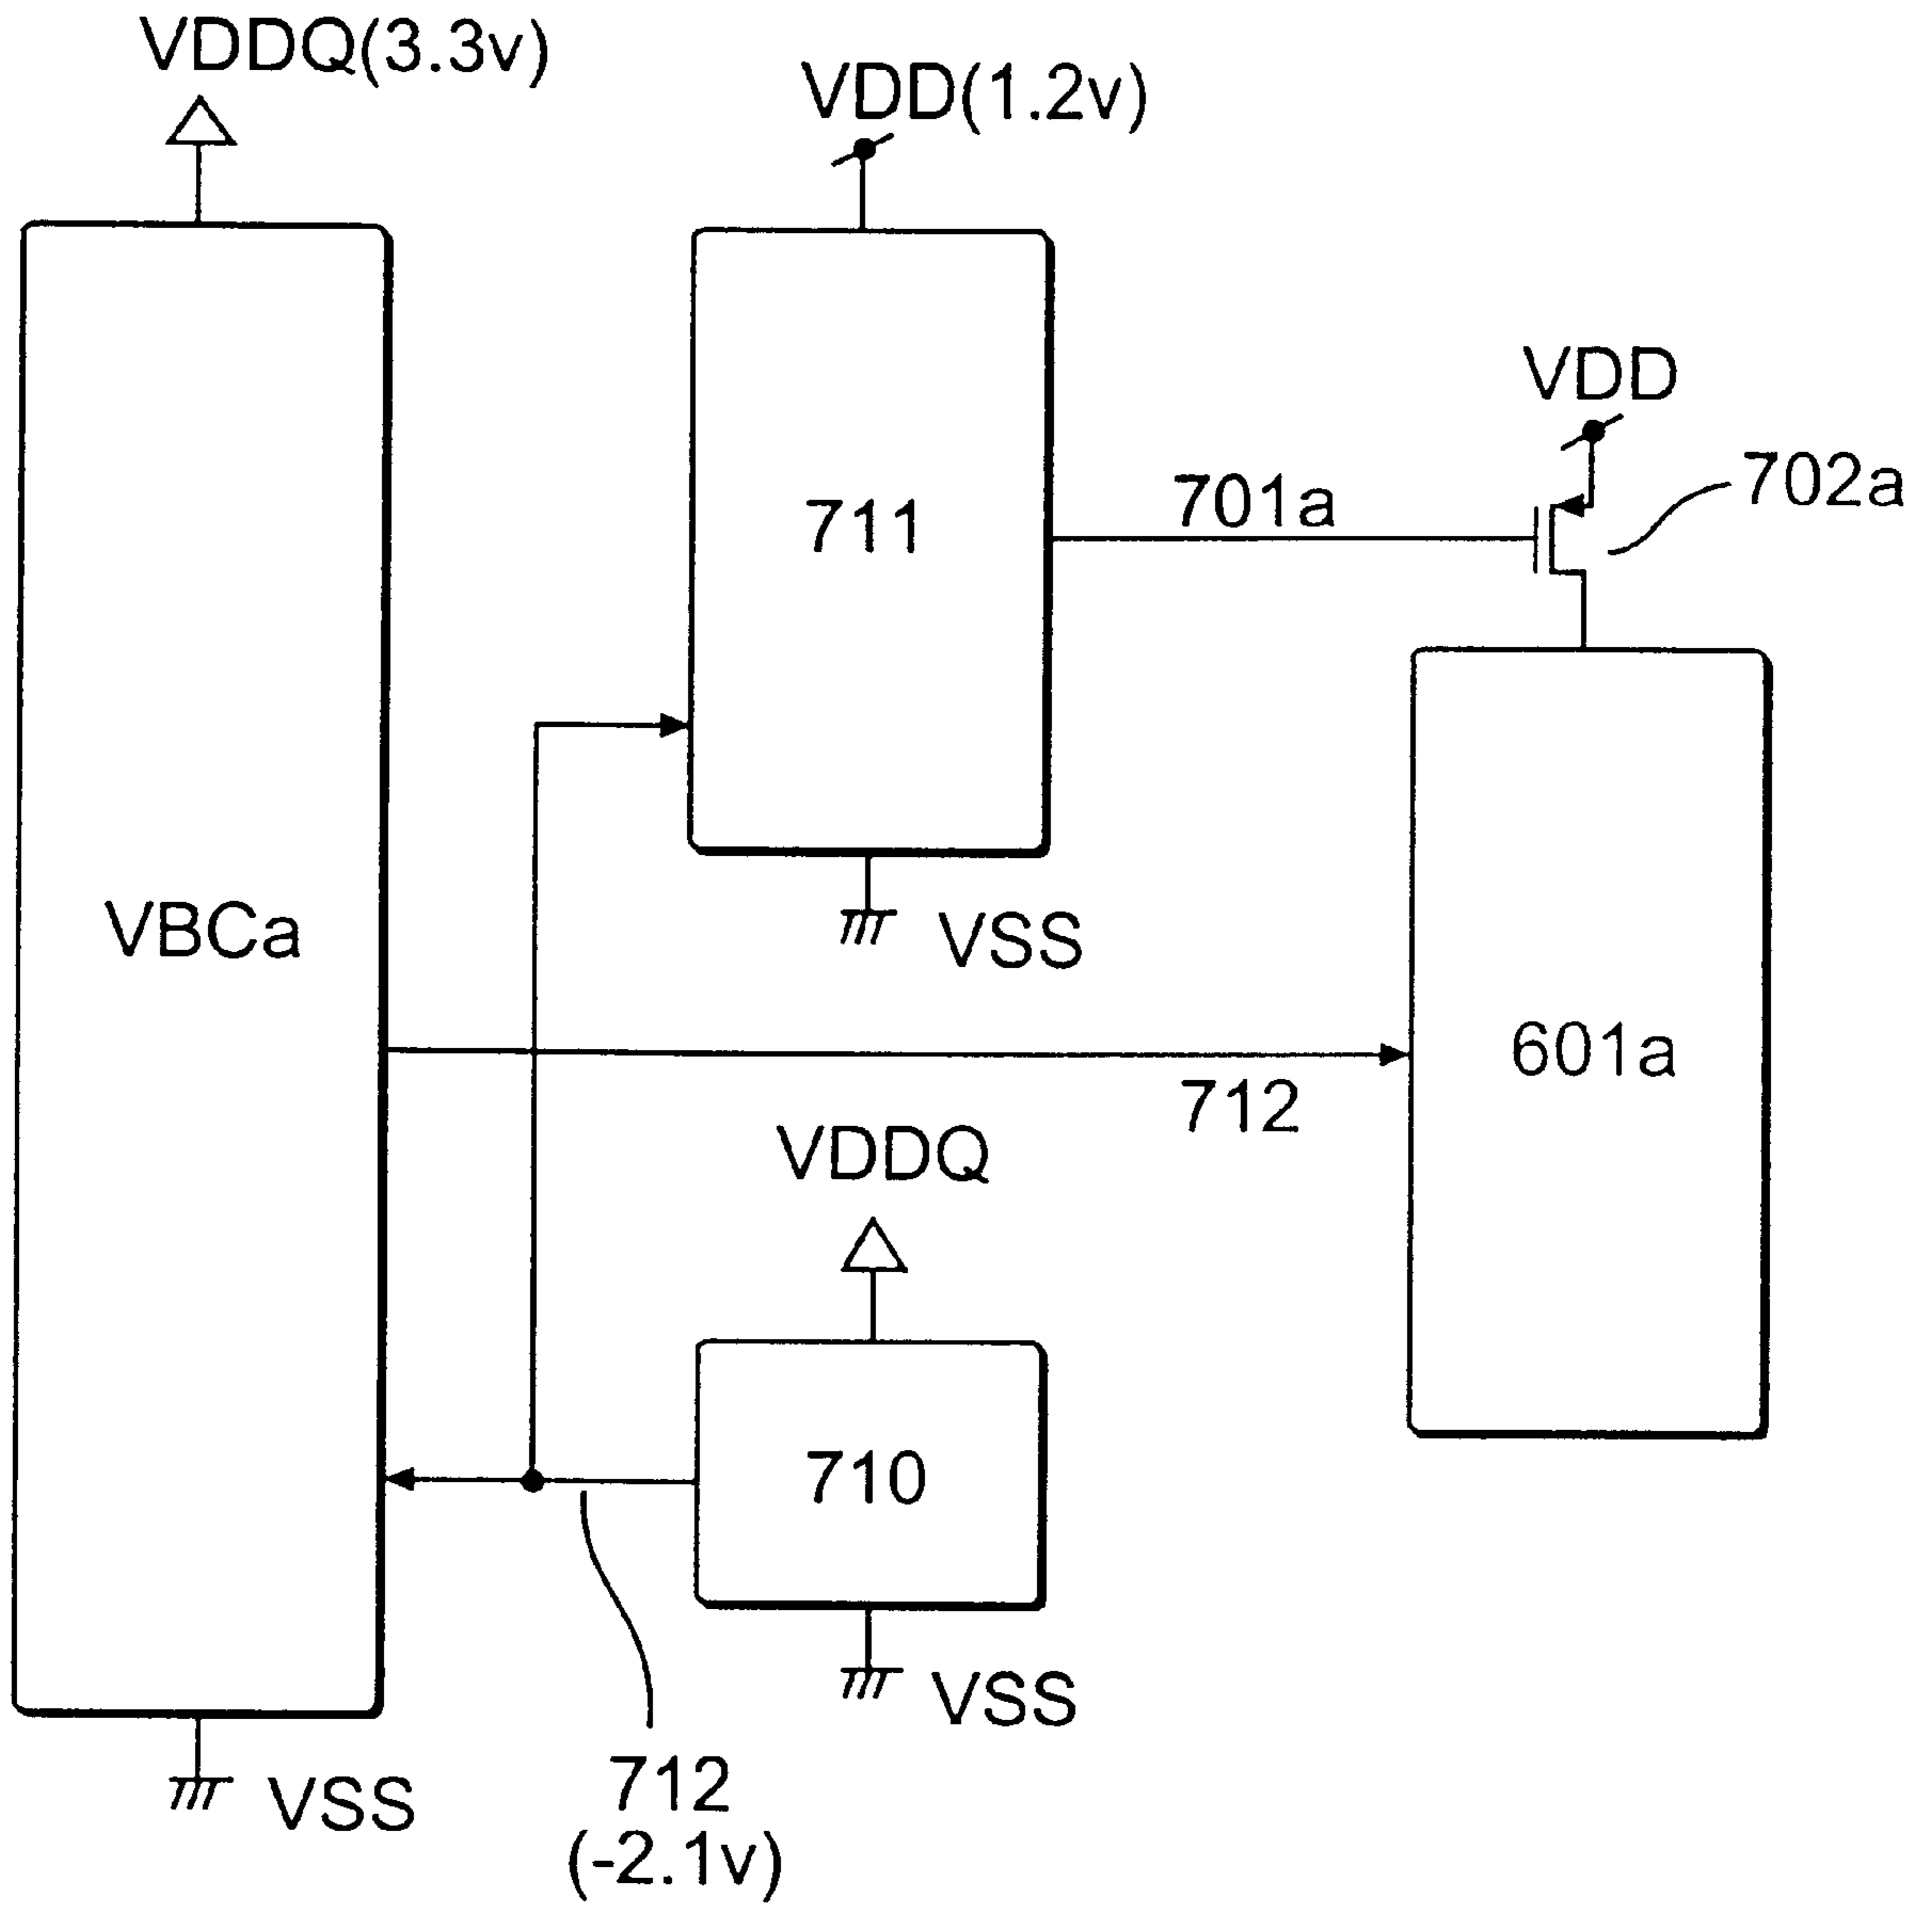 VDDQ(3.3v)
VDD(1.2v)
VDD
702a
701a
711
VBCa
VSS
601a
712
VDDQ
710
VSS
712
(-2.1v)
VSS